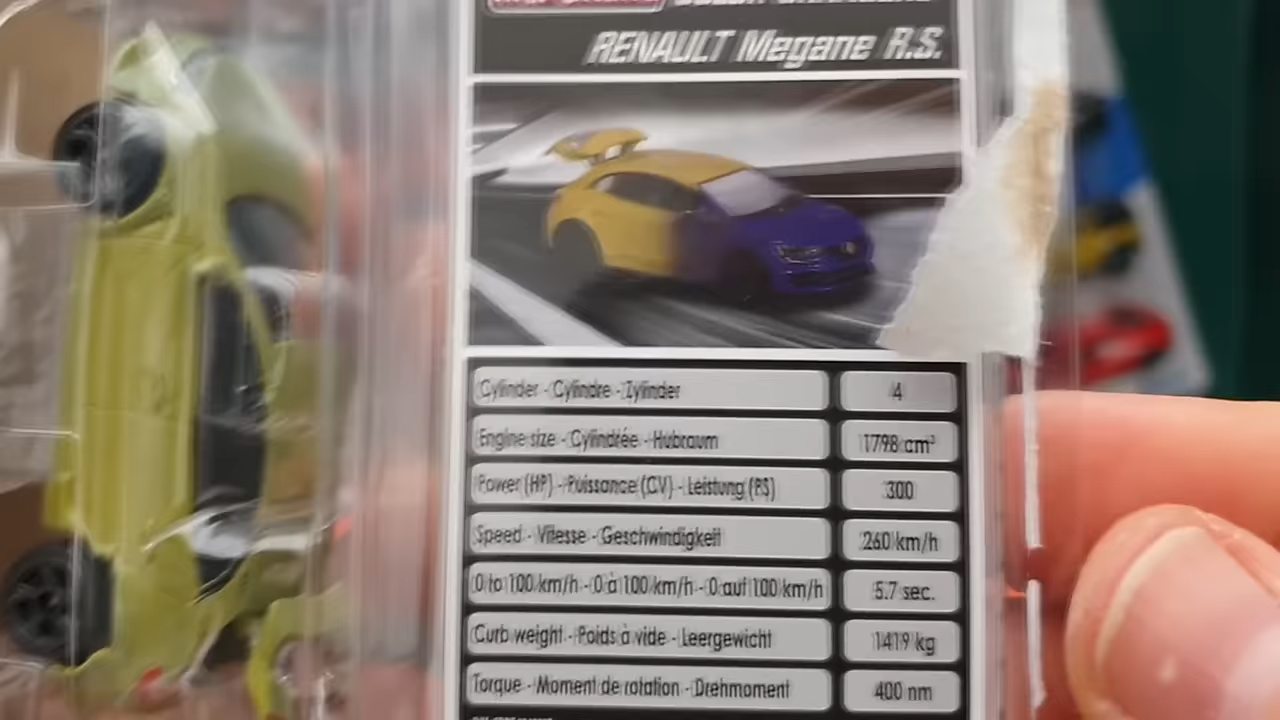 RENAULT Megane R.S.
Cylinder - Cylindre - Zylinder 4
Engine size - Cylindrée - Hubraum 1798 cm³
Power (HP) - Puissance (CV) - Leistung (PS) 300
Speed - Vitesse - Geschwindigkeit 260 km/h
0 to 100 km/h - 0 à 100 km/h - 0 auf 100 km/h 5.7 sec.
Curb weight - Poids à vide - Leergewicht 1419 kg
Torque - Moment de rotation - Drehmoment 400 nm